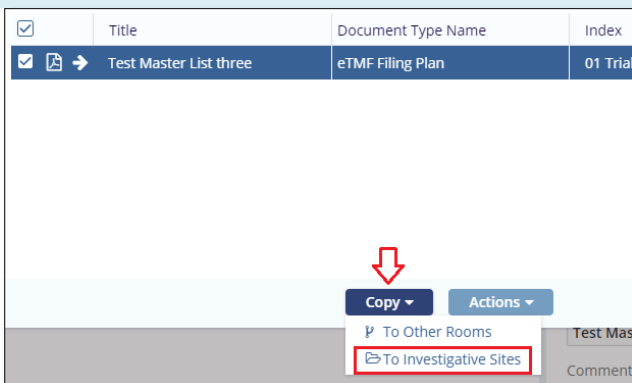 Title Document Type Name Index
Test Master List three eTMF Filing Plan 01 Trial
Copy Actions
To Other Rooms
Test Mas
To Investigative Sites
Comment